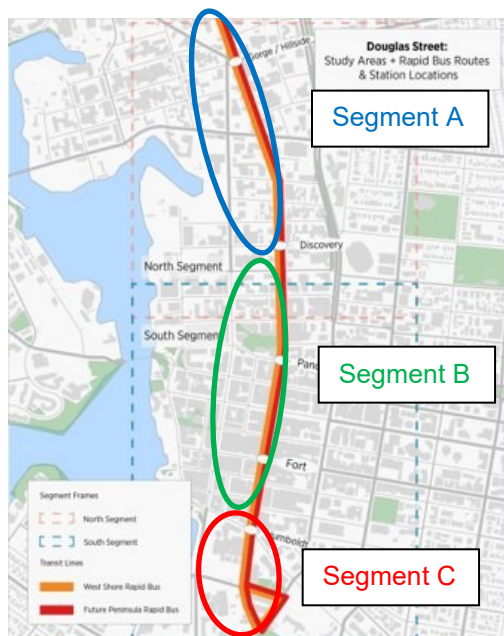 Douglas Street:
Study Areas + Rapid Bus Routes
& Station Locations
Gorge / Hillside
Segment A
Discovery
North Segment
South Segment
Segment B
Fort
Segment Frames
North Segment
South Segment
Transit Lines
West Shore Rapid Bus
Future Peninsula Rapid Bus
Segment C